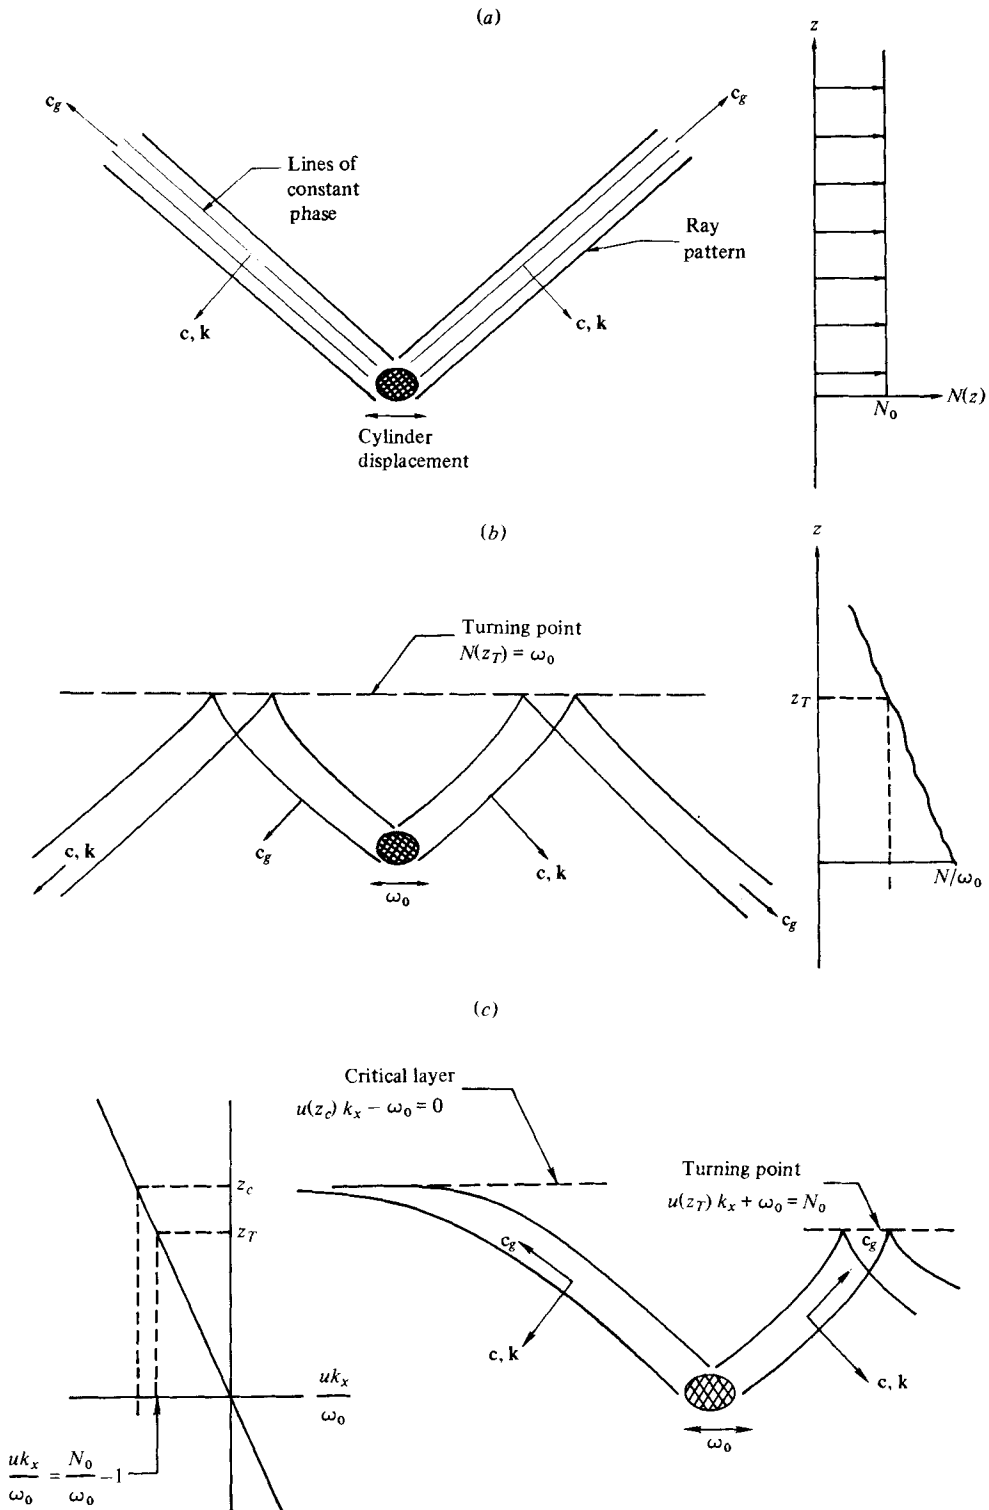 (a)
z
c_g
c_g
Lines of
constant
phase
Ray
pattern
c, k
c, k
N(z)
N_0
Cylinder
displacement
(b)
z
Turning point
N(z_T) = ω_0
z_T
c_g
c, k
c, k
ω_0
c_g
N/ω_0
(c)
Critical layer
u(z_c) k_x − ω_0 = 0
Turning point
u(z_T) k_x + ω_0 = N_0
z_c
z_T
c_g
c_g
c, k
c, k
uk_x
ω_0
ω_0
uk_x/ω_0 = N_0/ω_0 −1